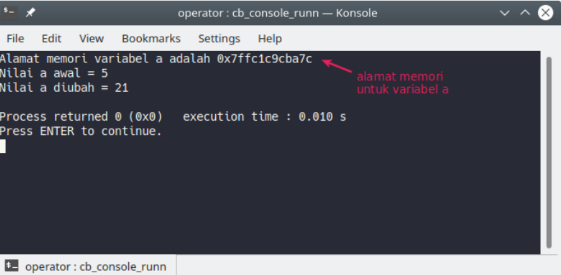 operator : cb_console_runn — Konsole
File Edit View Bookmarks Settings Help
Alamat memori variabel a adalah 0x7ffc1c9cba7c
Nilai a awal = 5
Nilai a diubah = 21
alamat memori
untuk variabel a
Process returned 0 (0x0)   execution time : 0.010 s
Press ENTER to continue.
operator : cb_console_runn